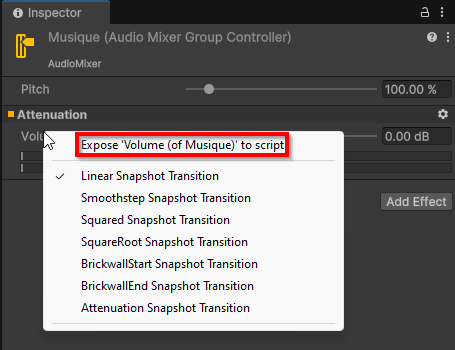 Inspector
Musique (Audio Mixer Group Controller)
AudioMixer
Pitch 100.00 %
Attenuation
Volu 0.00 dB
Expose 'Volume (of Musique)' to script
Linear Snapshot Transition
Smoothstep Snapshot Transition
Squared Snapshot Transition
SquareRoot Snapshot Transition
BrickwallStart Snapshot Transition
BrickwallEnd Snapshot Transition
Attenuation Snapshot Transition
Add Effect